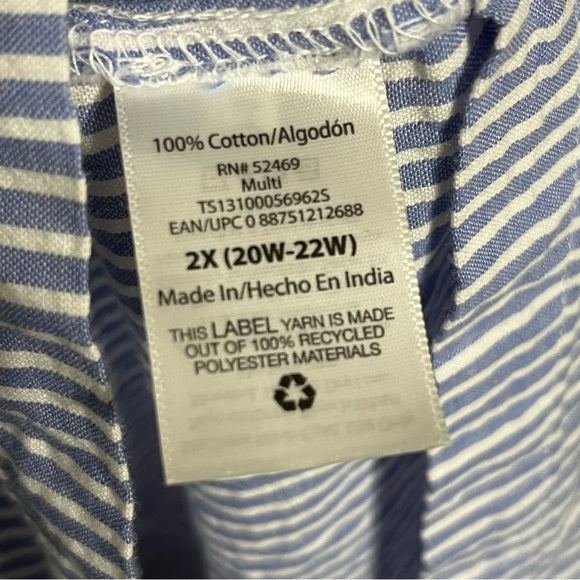 100% Cotton/Algodón
RN# 52469
Multi
TS13100056962S
EAN/UPC 0 88751212688
2X (20W-22W)
Made In/Hecho En India
THIS LABEL YARN IS MADE
OUT OF 100% RECYCLED
POLYESTER MATERIALS